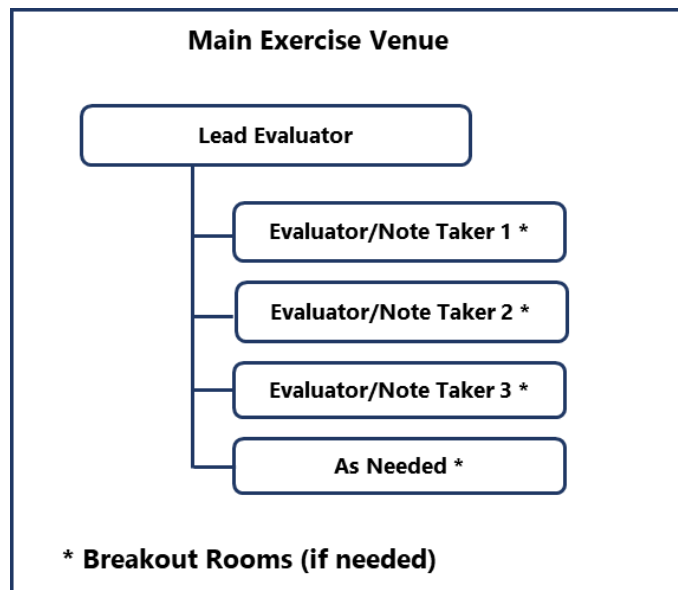 Main Exercise Venue
Lead Evaluator
Evaluator/Note Taker 1 *
Evaluator/Note Taker 2 *
Evaluator/Note Taker 3 *
As Needed *
* Breakout Rooms (if needed)